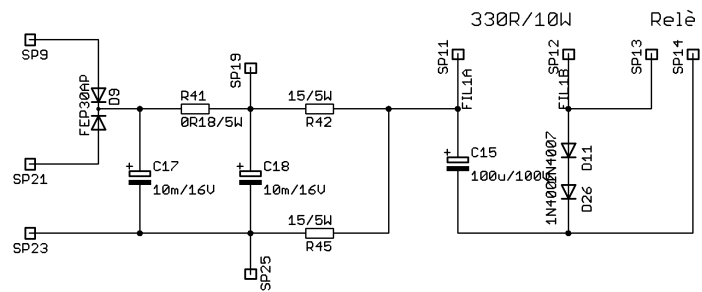 330R/10W
Relè
SP9
SP19
SP11
SP12
SP13
SP14
FEP30AP
D9
R41
0R18/5W
15/5W
R42
FIL1A
FIL1B
SP21
+
C17
10m/16V
+
C18
10m/16V
+
C15
100u/100V
1N4007
D11
1N4007
D26
SP23
15/5W
R45
SP25